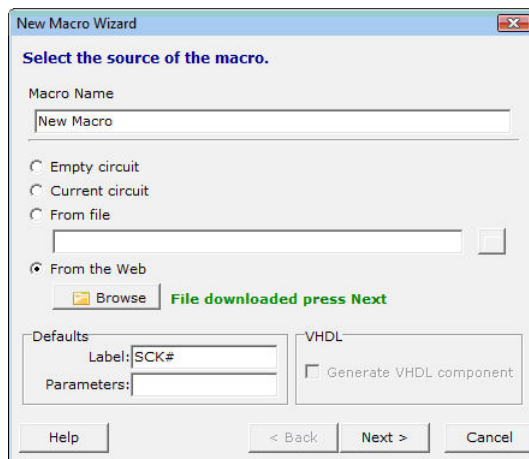 New Macro Wizard
Select the source of the macro.
Macro Name
New Macro
Empty circuit
Current circuit
From file
From the Web
Browse File downloaded press Next
Defaults
Label: SCK#
Parameters:
VHDL
Generate VHDL component
Help < Back Next > Cancel